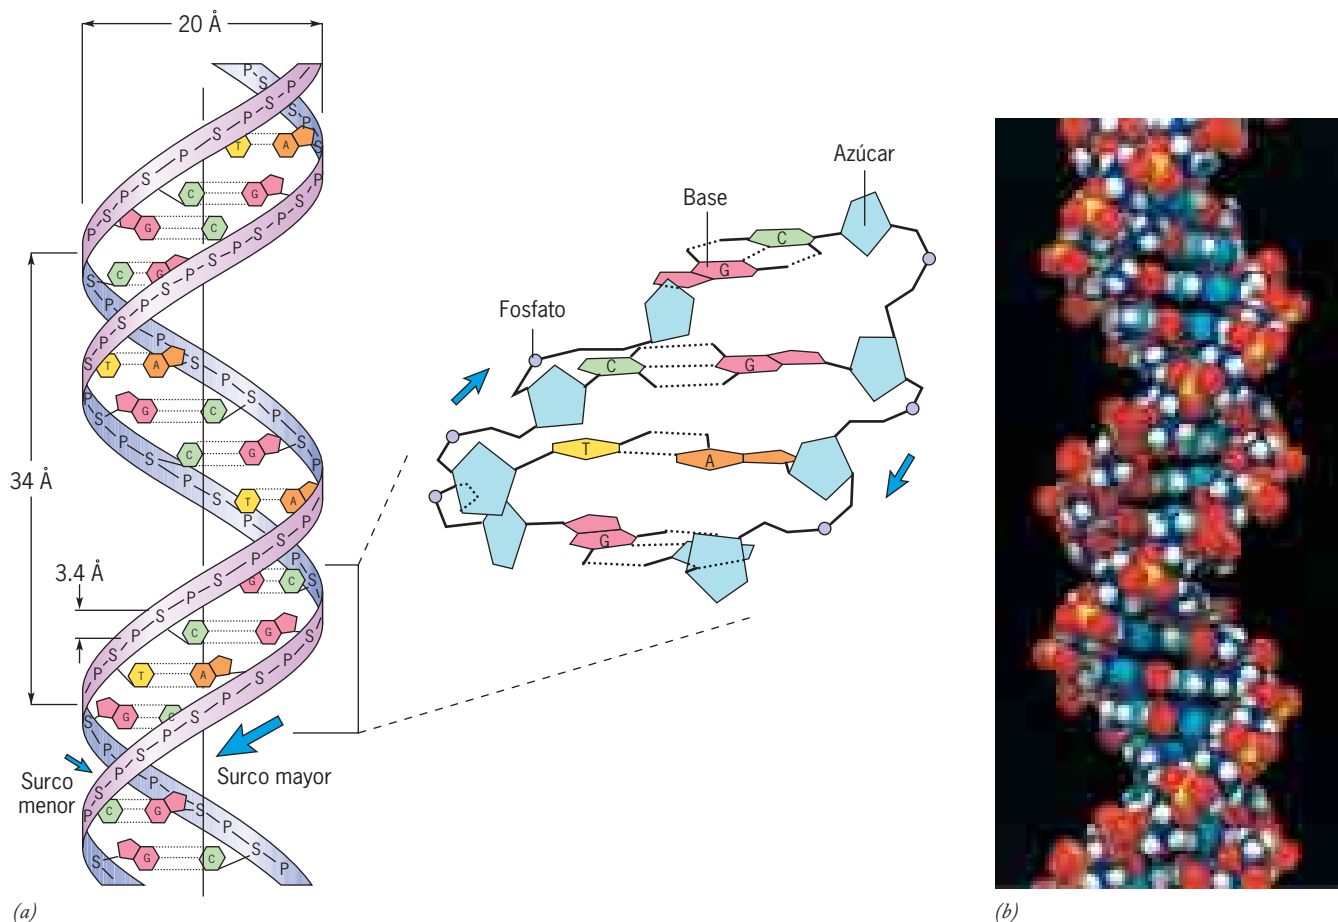 20 Å
P S S P S
P S P S P S P S P
T A
C G
G C
C G
T A
G C
C G
T A
34 Å
3.4 Å
G C
C G
T A
G C
C G
G C
Surco
menor
Surco mayor
Azúcar
Base
Fosfato
C
G
C
G
T
A
G
(a)
(b)